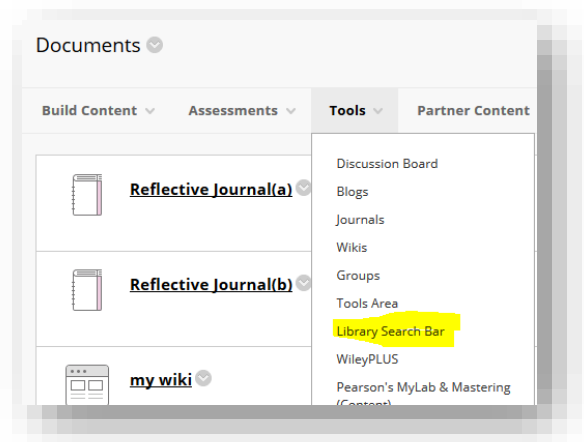 Documents
Build Content Assessments Tools Partner Content
Reflective Journal(a)
Reflective Journal(b)
my wiki
Discussion Board
Blogs
Journals
Wikis
Groups
Tools Area
Library Search Bar
WileyPLUS
Pearson's MyLab & Mastering
(Content)